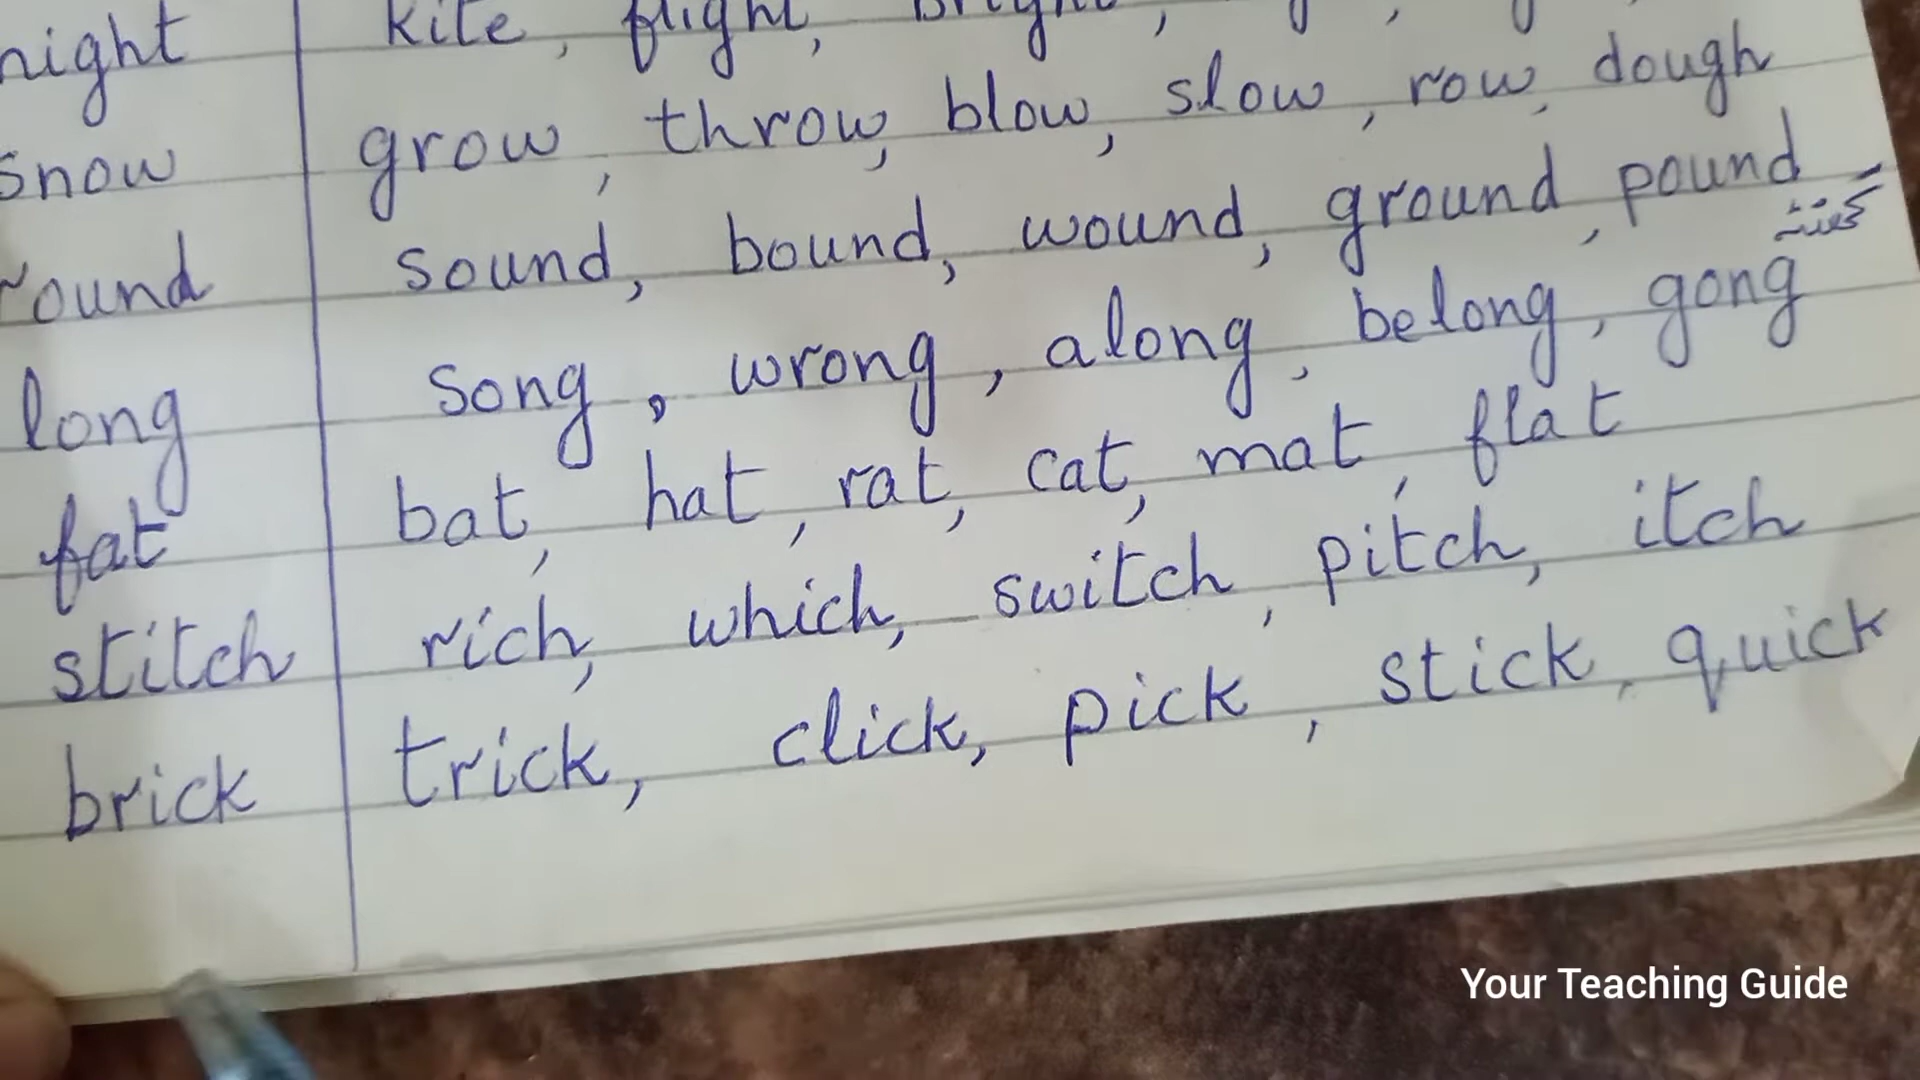 night kite, flight,
snow grow, throw, blow, slow, row, dough
round sound, bound, wound, ground, pound
long song, wrong, along, belong, gong
fat bat, hat, rat, cat, mat, flat
stitch rich, which, switch, pitch, itch
brick trick, click, pick, stick, quick
Your Teaching Guide